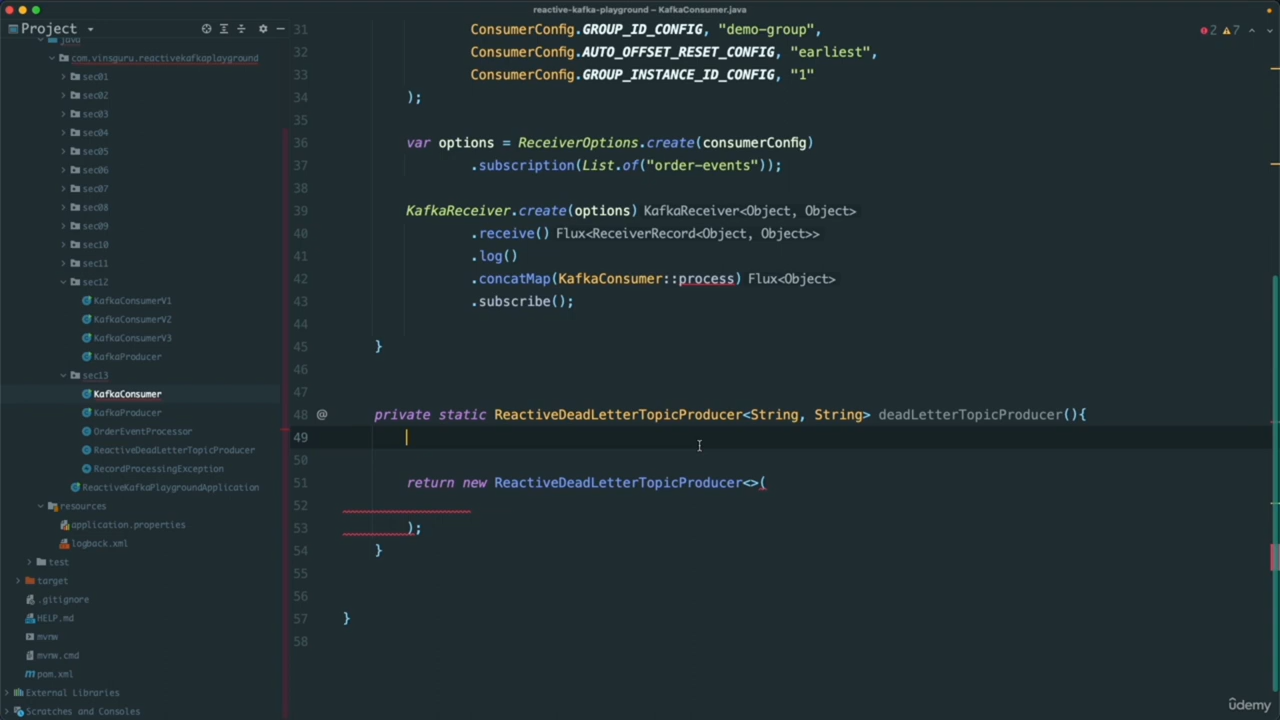 reactive-kafka-playground – KafkaConsumer.java
Project
java
com.vinsguru.reactivekafkaplayground
sec01
sec02
sec03
sec04
sec05
sec06
sec07
sec08
sec09
sec10
sec11
sec12
KafkaConsumerV1
KafkaConsumerV2
KafkaConsumerV3
KafkaProducer
sec13
KafkaConsumer
KafkaProducer
OrderEventProcessor
ReactiveDeadLetterTopicProducer
RecordProcessingException
ReactiveKafkaPlaygroundApplication
resources
application.properties
logback.xml
test
target
.gitignore
HELP.md
mvnw
mvnw.cmd
pom.xml
External Libraries
Scratches and Consoles
2 7
31 ConsumerConfig.GROUP_ID_CONFIG, "demo-group",
32 ConsumerConfig.AUTO_OFFSET_RESET_CONFIG, "earliest",
33 ConsumerConfig.GROUP_INSTANCE_ID_CONFIG, "1"
34 );
35
36 var options = ReceiverOptions.create(consumerConfig)
37 .subscription(List.of("order-events"));
38
39 KafkaReceiver.create(options) KafkaReceiver<Object, Object>
40 .receive() Flux<ReceiverRecord<Object, Object>>
41 .log()
42 .concatMap(KafkaConsumer::process) Flux<Object>
43 .subscribe();
44
45 }
46
47
48 @ private static ReactiveDeadLetterTopicProducer<String, String> deadLetterTopicProducer(){
49
50
51 return new ReactiveDeadLetterTopicProducer<>(
52
53 );
54 }
55
56
57 }
58
ûdemy